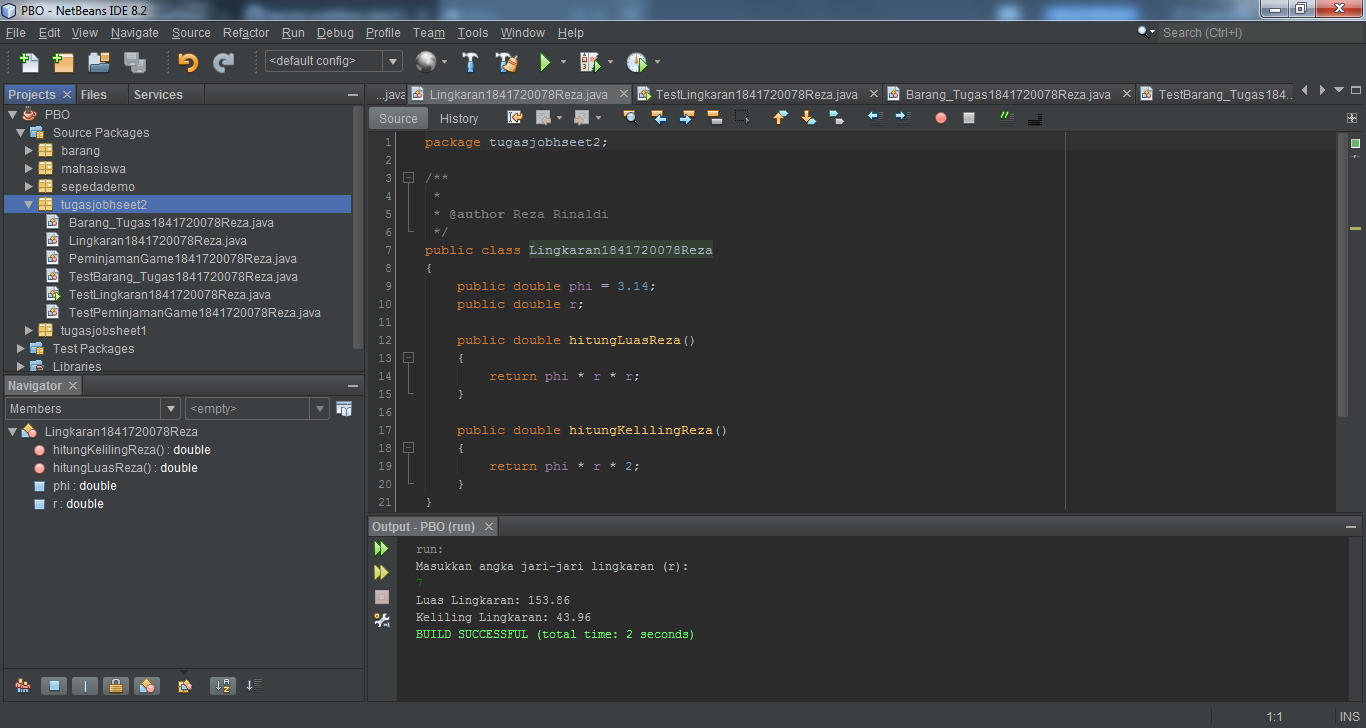 PBO - NetBeans IDE 8.2
File Edit View Navigate Source Refactor Run Debug Profile Team Tools Window Help
Search (Ctrl+I)
<default config>
Projects Files Services
PBO
Source Packages
barang
mahasiswa
sepedademo
tugasjobhseet2
Barang_Tugas1841720078Reza.java
Lingkaran1841720078Reza.java
PeminjamanGame1841720078Reza.java
TestBarang_Tugas1841720078Reza.java
TestLingkaran1841720078Reza.java
TestPeminjamanGame1841720078Reza.java
tugasjobsheet1
Test Packages
Libraries
Navigator
Members <empty>
Lingkaran1841720078Reza
hitungKelilingReza() : double
hitungLuasReza() : double
phi : double
r : double
...java Lingkaran1841720078Reza.java TestLingkaran1841720078Reza.java Barang_Tugas1841720078Reza.java TestBarang_Tugas184...
Source History
1 package tugasjobhseet2;
2
3 /**
4 *
5 * @author Reza Rinaldi
6 */
7 public class Lingkaran1841720078Reza
8 {
9 public double phi = 3.14;
10 public double r;
11
12 public double hitungLuasReza()
13 {
14 return phi * r * r;
15 }
16
17 public double hitungKelilingReza()
18 {
19 return phi * r * 2;
20 }
21 }
Output - PBO (run)
run:
Masukkan angka jari-jari lingkaran (r):
7
Luas Lingkaran: 153.86
Keliling Lingkaran: 43.96
BUILD SUCCESSFUL (total time: 2 seconds)
1:1 INS